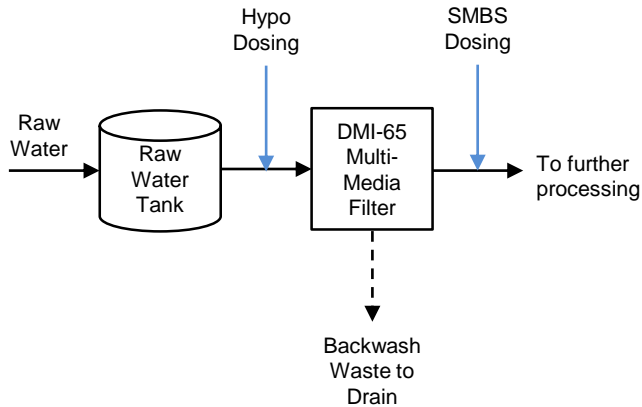 Hypo
Dosing
SMBS
Dosing
Raw
Water
Raw
Water
Tank
DMI-65
Multi-
Media
Filter
To further
processing
Backwash
Waste to
Drain